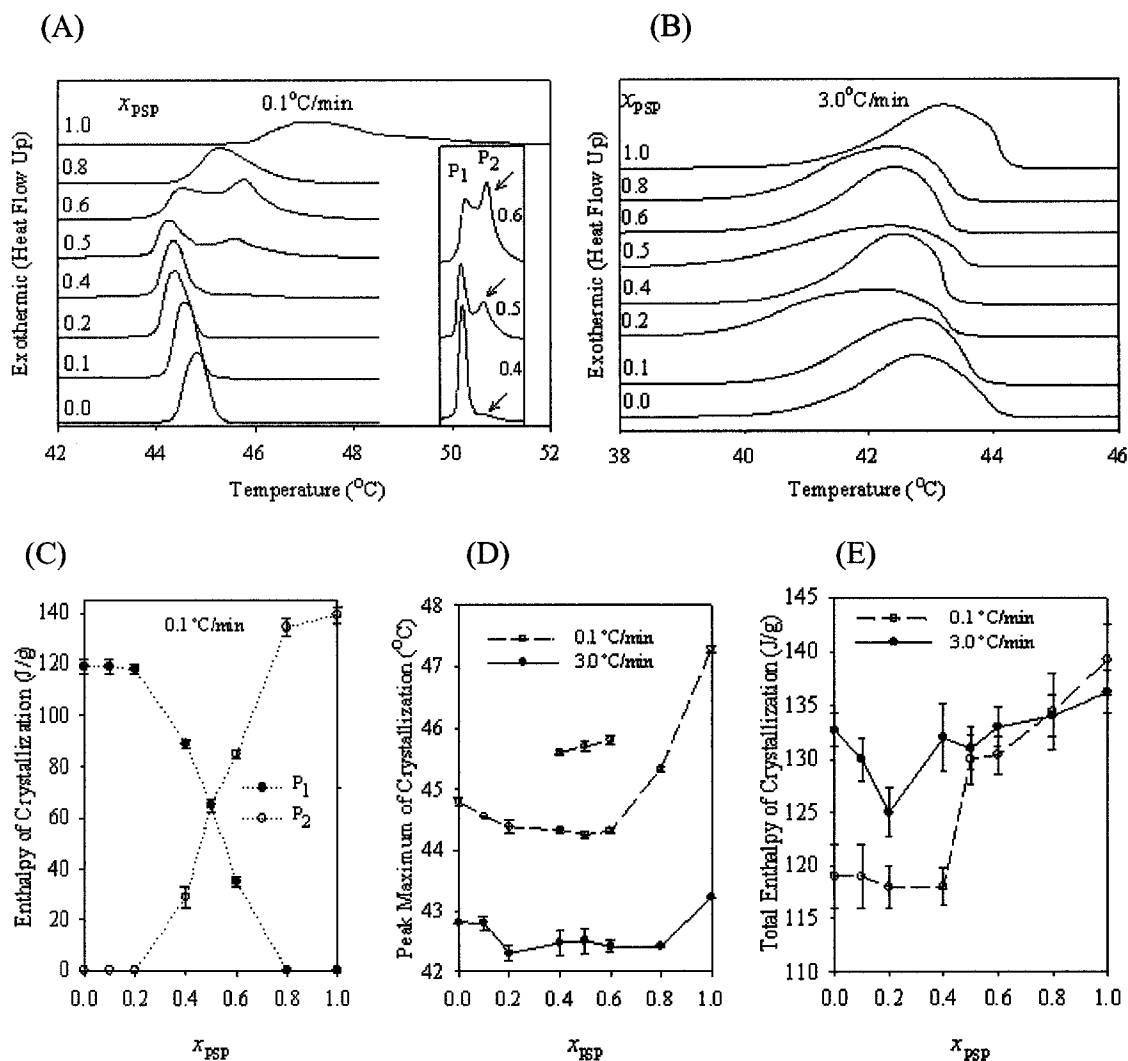 (A)
Exothermic (Heat Flow Up)
xPSP
0.1°C/min
1.0
0.8
0.6
0.5
0.4
0.2
0.1
0.0
P1
P2
0.6
0.5
0.4
42 44 46 48 50 52
Temperature (°C)
(B)
Exothermic (Heat Flow Up)
xPSP
3.0°C/min
1.0
0.8
0.6
0.5
0.4
0.2
0.1
0.0
38 40 42 44 46
Temperature (°C)
(C)
Enthalpy of Crystallization (J/g)
140
120
100
80
60
40
20
0
0.1 °C/min
P1
P2
0.0 0.2 0.4 0.6 0.8 1.0
xPSP
(D)
Peak Maximum of Crystallization (°C)
48
47
46
45
44
43
42
0.1 °C/min
3.0 °C/min
0.0 0.2 0.4 0.6 0.8 1.0
xPSP
(E)
Total Enthalpy of Crystallization (J/g)
145
140
135
130
125
120
115
110
0.1 °C/min
3.0 °C/min
0.0 0.2 0.4 0.6 0.8 1.0
xPSP